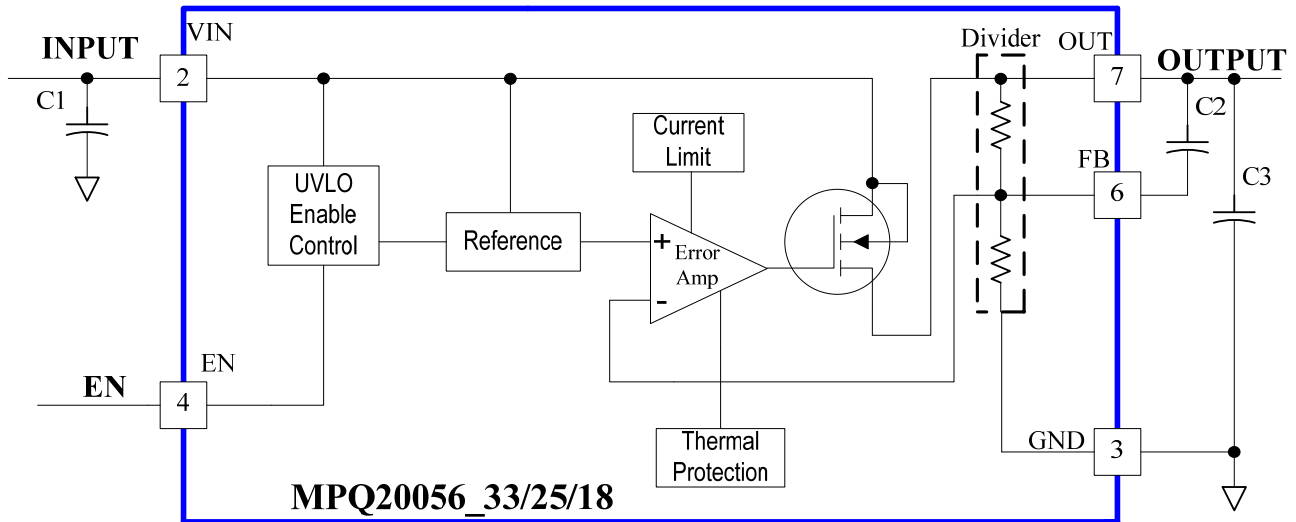 VIN
INPUT
2
C1
Divider
OUT
7
OUTPUT
C2
Current
Limit
FB
6
C3
UVLO
Enable
Control
Reference
+
Error
Amp
-
EN
EN
4
Thermal
Protection
GND
3
MPQ20056_33/25/18